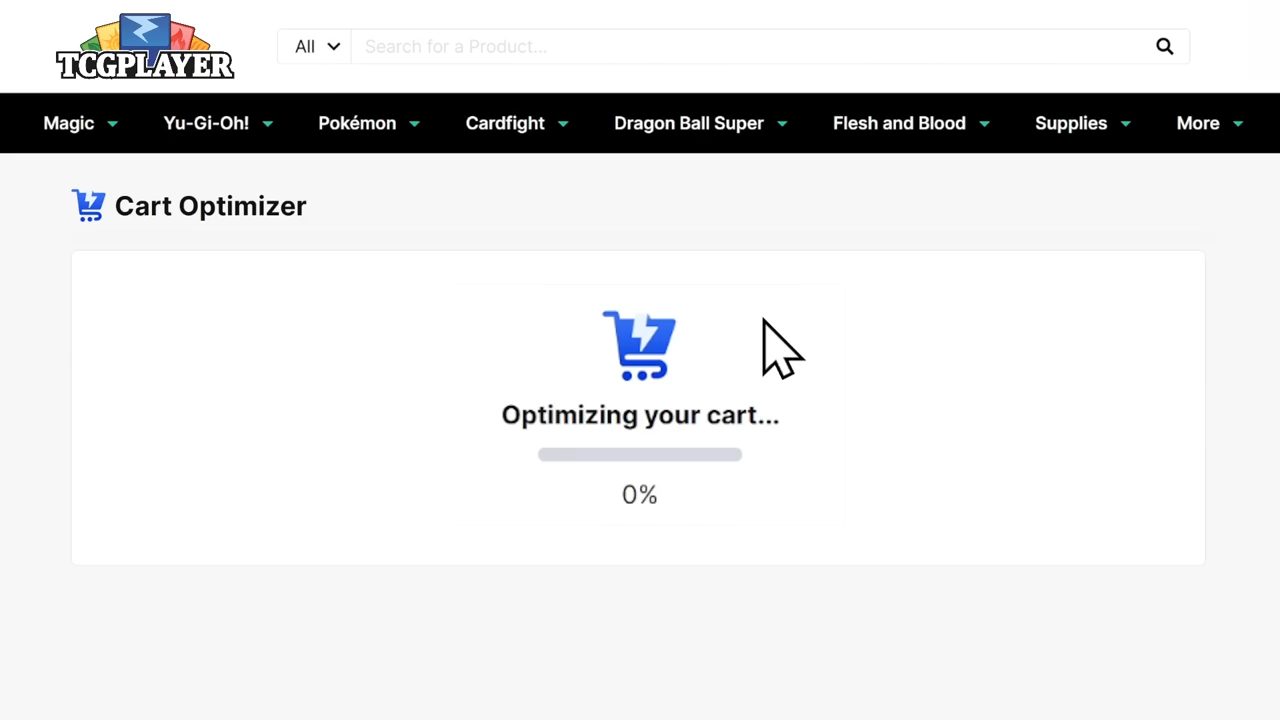 TCGPLAYER
All Search for a Product...
Magic Yu-Gi-Oh! Pokémon Cardfight Dragon Ball Super Flesh and Blood Supplies More
Cart Optimizer
Optimizing your cart...
0%